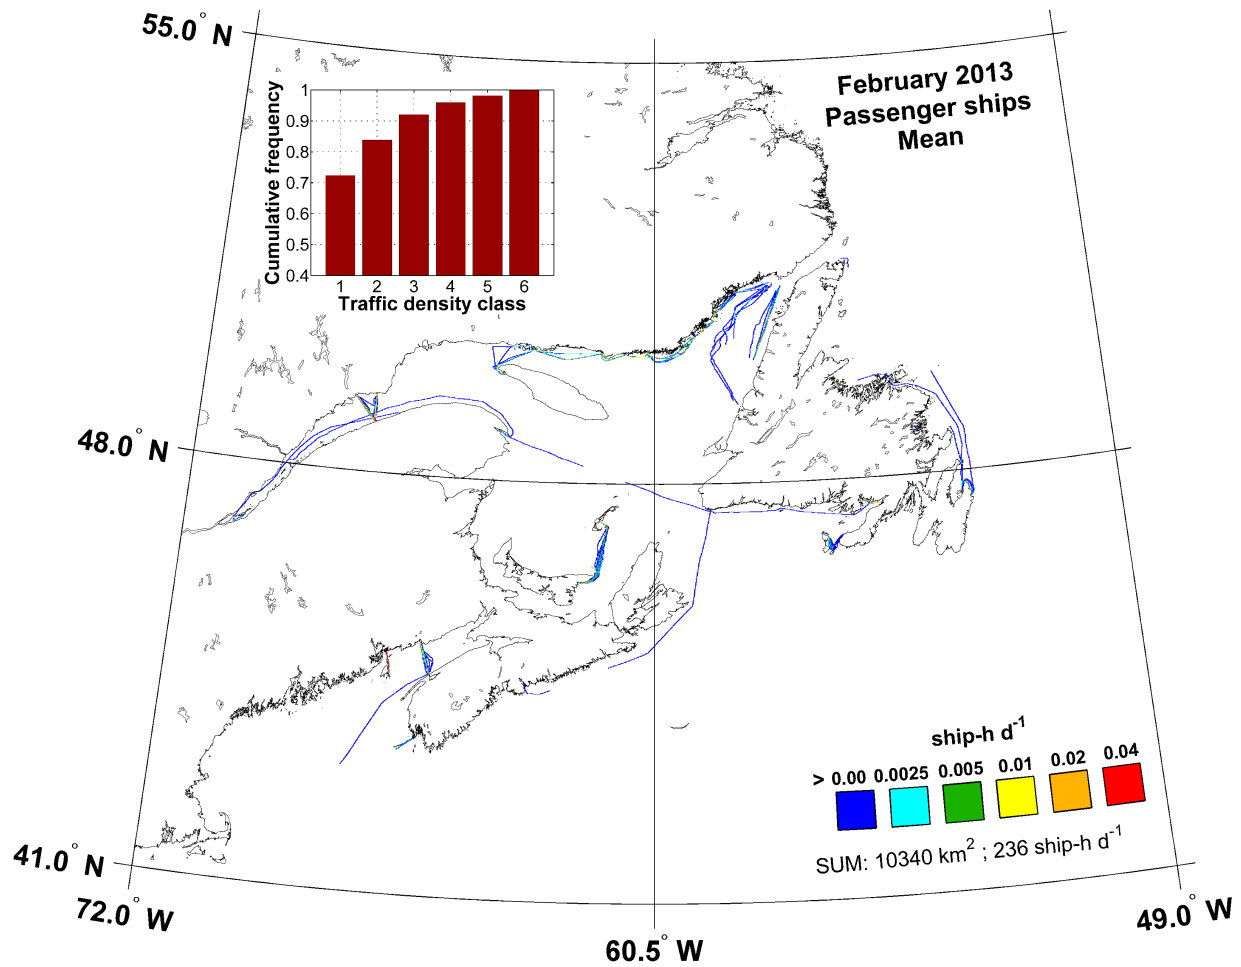 55.0° N
February 2013
Passenger ships
Mean
Cumulative frequency
1
0.9
0.8
0.7
0.6
0.5
0.4
1 2 3 4 5 6
Traffic density class
48.0° N
ship-h d-1
> 0.00 0.0025 0.005 0.01 0.02 0.04
SUM: 10340 km2 ; 236 ship-h d-1
41.0° N
72.0° W
60.5° W
49.0° W